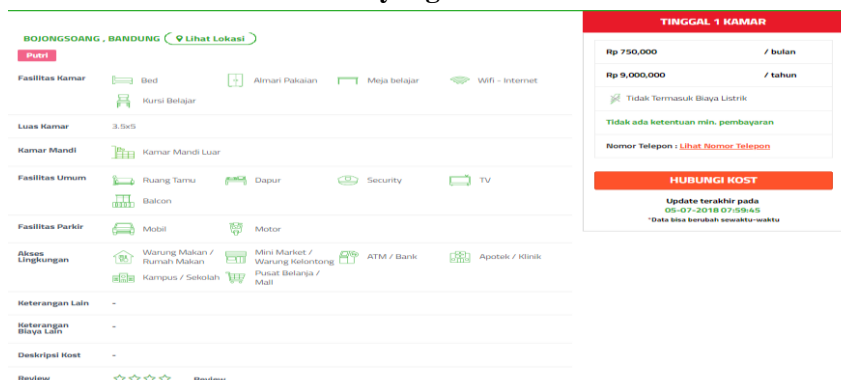 BOJONGSOANG , BANDUNG Lihat Lokasi
Putri
Fasilitas Kamar
Bed
Almari Pakaian
Meja belajar
Wifi - Internet
Kursi Belajar
Luas Kamar
3.5x5
Kamar Mandi
Kamar Mandi Luar
Fasilitas Umum
Ruang Tamu
Dapur
Security
TV
Balcon
Fasilitas Parkir
Mobil
Motor
Akses
Lingkungan
Warung Makan /
Rumah Makan
Mini Market /
Warung Kelontong
ATM / Bank
Apotek / Klinik
Kampus / Sekolah
Pusat Belanja /
Mall
Keterangan Lain
-
Keterangan
Biaya Lain
-
Deskripsi Kost
-
Review
Review
TINGGAL 1 KAMAR
Rp 750,000 / bulan
Rp 9,000,000 / tahun
Tidak Termasuk Biaya Listrik
Tidak ada ketentuan min. pembayaran
Nomor Telepon : Lihat Nomor Telepon
HUBUNGI KOST
Update terakhir pada
05-07-2018 07:59:45
*Data bisa berubah sewaktu-waktu